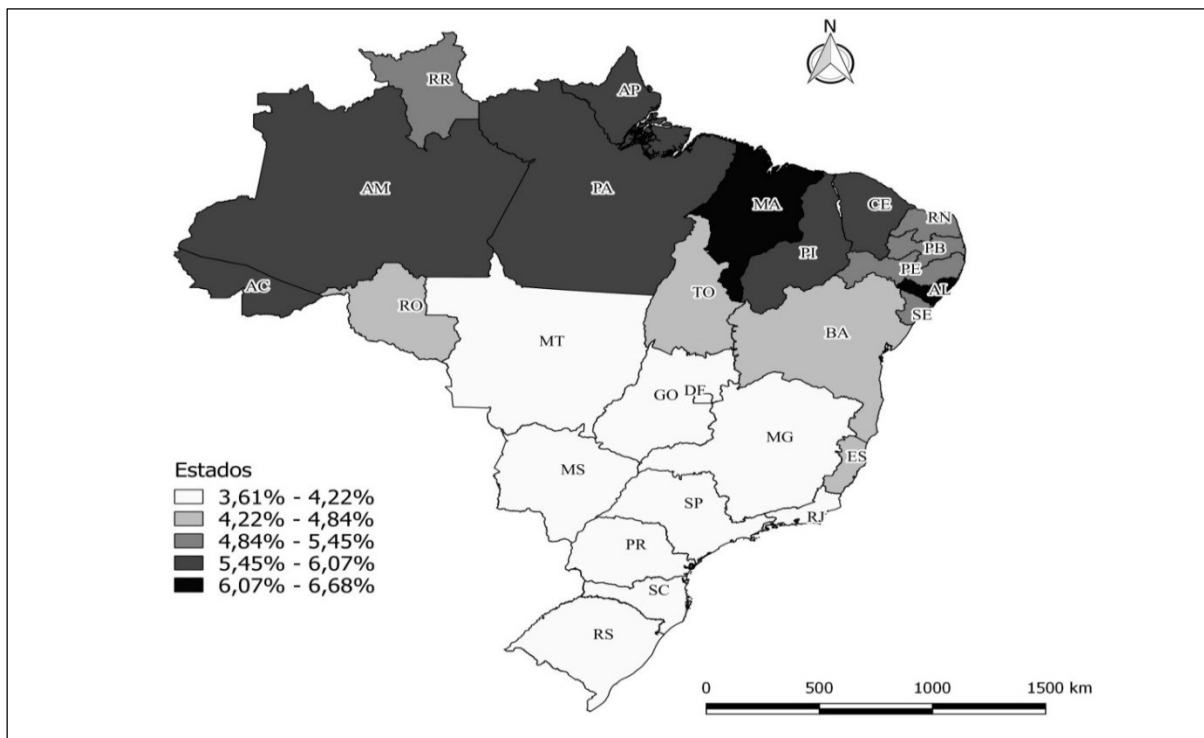 N
RR
AP
AM
PA
MA
CE
RN
PI
PB
PE
AC
AL
TO
RO
SE
BA
MT
GO
DF
MG
ES
MS
SP
RJ
PR
SC
RS
Estados
3,61% - 4,22%
4,22% - 4,84%
4,84% - 5,45%
5,45% - 6,07%
6,07% - 6,68%
0 500 1000 1500 km